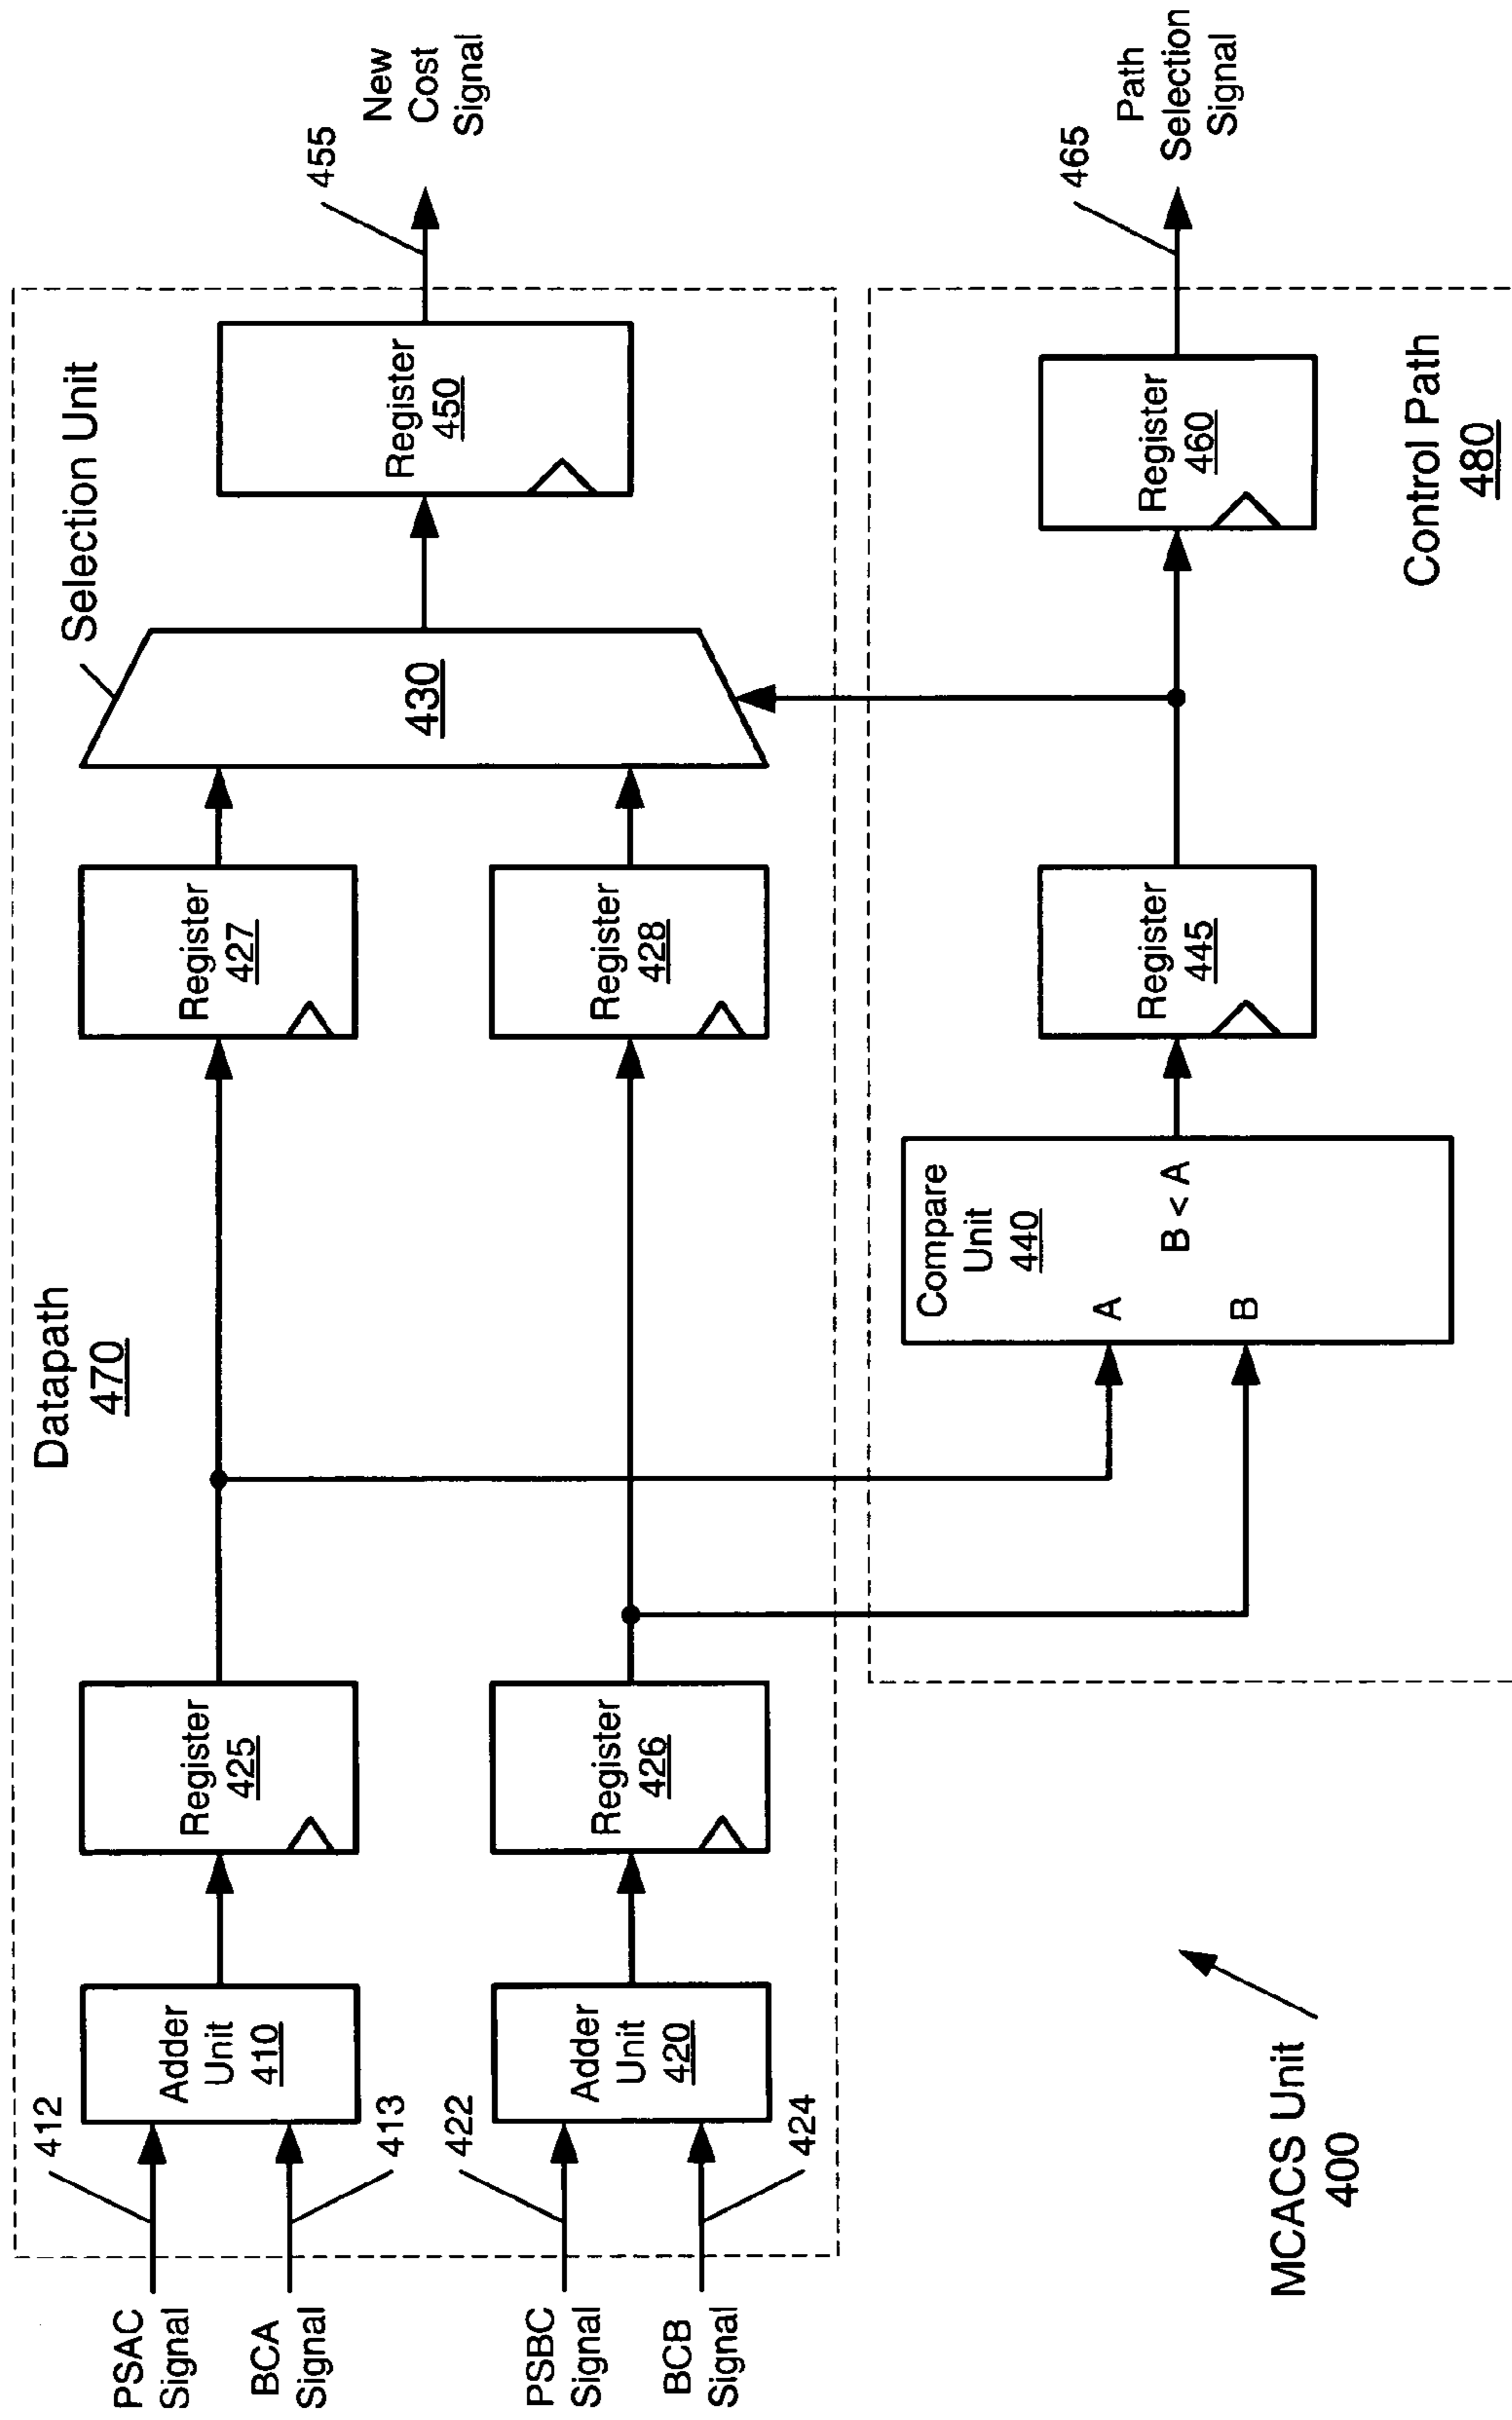 Datapath
470
Selection Unit
PSAC
Signal
412
BCA
Signal
413
Adder
Unit
410
Register
425
Register
427
PSBC
Signal
422
BCB
Signal
424
Adder
Unit
420
Register
426
Register
428
430
Register
450
455
New
Cost
Signal
Compare
Unit
440
A
B
B < A
Register
445
Register
460
465
Path
Selection
Signal
Control Path
480
MCACS Unit
400